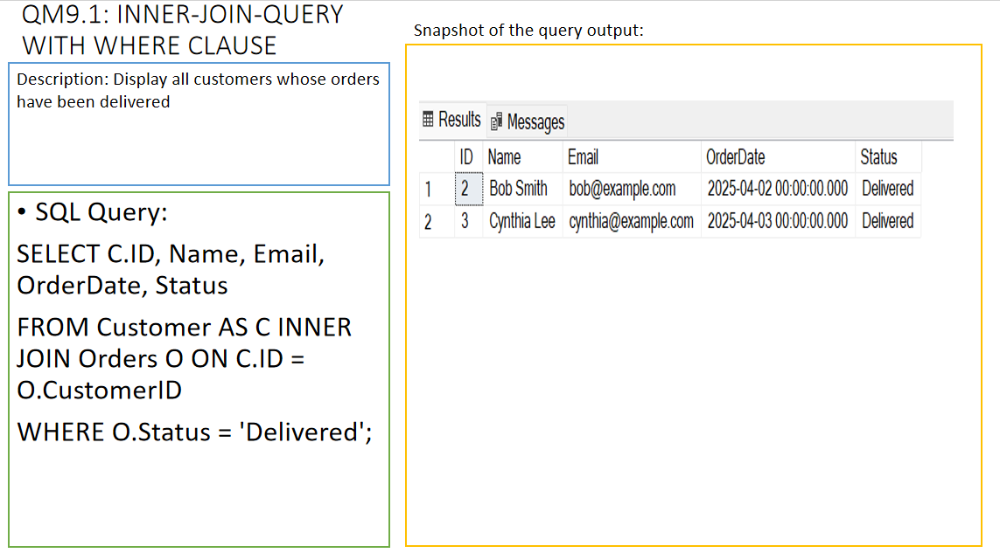 QM9.1: INNER-JOIN-QUERY
WITH WHERE CLAUSE
Description: Display all customers whose orders
have been delivered
• SQL Query:
SELECT C.ID, Name, Email,
OrderDate, Status
FROM Customer AS C INNER
JOIN Orders O ON C.ID =
O.CustomerID
WHERE O.Status = 'Delivered';
Snapshot of the query output:
Results Messages
ID Name Email OrderDate Status
1 2 Bob Smith bob@example.com 2025-04-02 00:00:00.000 Delivered
2 3 Cynthia Lee cynthia@example.com 2025-04-03 00:00:00.000 Delivered